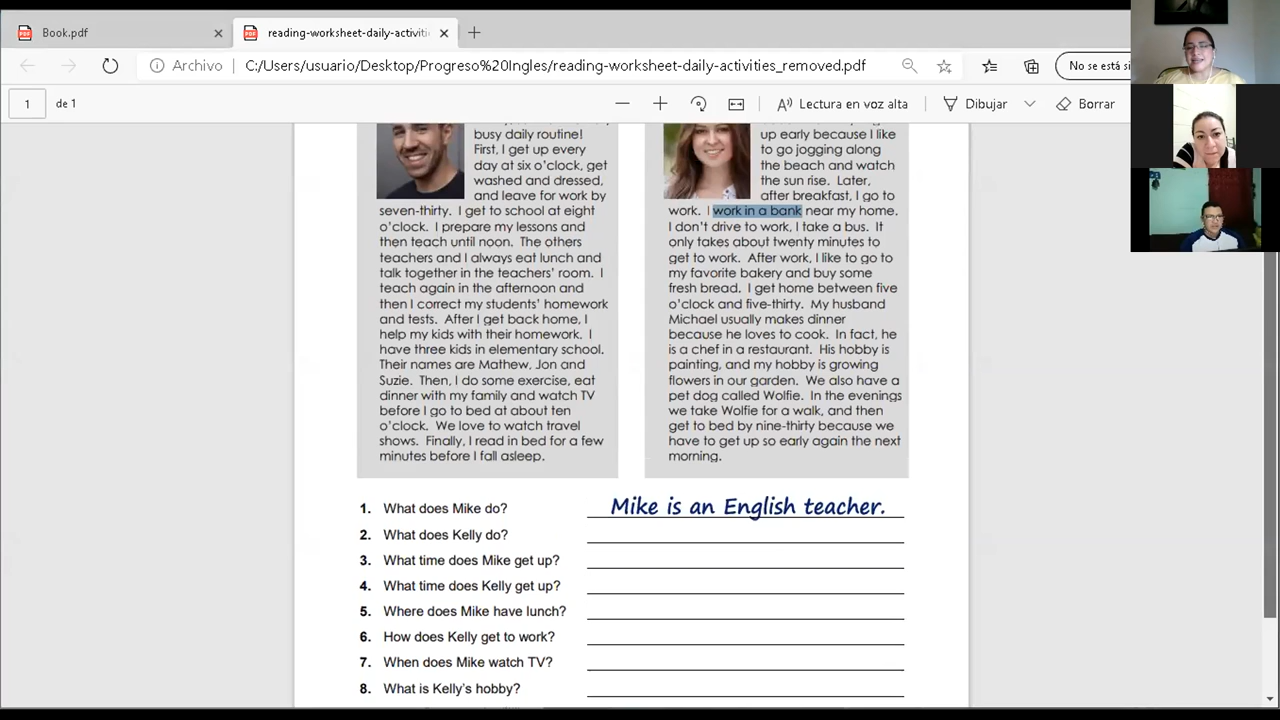 Book.pdf
reading-worksheet-daily-activiti
Archivo C:/Users/usuario/Desktop/Progreso%20Ingles/reading-worksheet-daily-activities_removed.pdf
No se está si
1 de 1
Lectura en voz alta
Dibujar
Borrar
busy daily routine!
First, I get up every
day at six o'clock, get
washed and dressed,
and leave for work by
seven-thirty. I get to school at eight
o'clock. I prepare my lessons and
then teach until noon. The others
teachers and I always eat lunch and
talk together in the teachers' room. I
teach again in the afternoon and
then I correct my students' homework
and tests. After I get back home, I
help my kids with their homework. I
have three kids in elementary school.
Their names are Mathew, Jon and
Suzie. Then, I do some exercise, eat
dinner with my family and watch TV
before I go to bed at about ten
o'clock. We love to watch travel
shows. Finally, I read in bed for a few
minutes before I fall asleep.
up early because I like
to go jogging along
the beach and watch
the sun rise. Later,
after breakfast, I go to
work. I work in a bank near my home.
I don't drive to work, I take a bus. It
only takes about twenty minutes to
get to work. After work, I like to go to
my favorite bakery and buy some
fresh bread. I get home between five
o'clock and five-thirty. My husband
Michael usually makes dinner
because he loves to cook. In fact, he
is a chef in a restaurant. His hobby is
painting, and my hobby is growing
flowers in our garden. We also have a
pet dog called Wolfie. In the evenings
we take Wolfie for a walk, and then
get to bed by nine-thirty because we
have to get up so early again the next
morning.
1. What does Mike do? Mike is an English teacher.
2. What does Kelly do?
3. What time does Mike get up?
4. What time does Kelly get up?
5. Where does Mike have lunch?
6. How does Kelly get to work?
7. When does Mike watch TV?
8. What is Kelly's hobby?